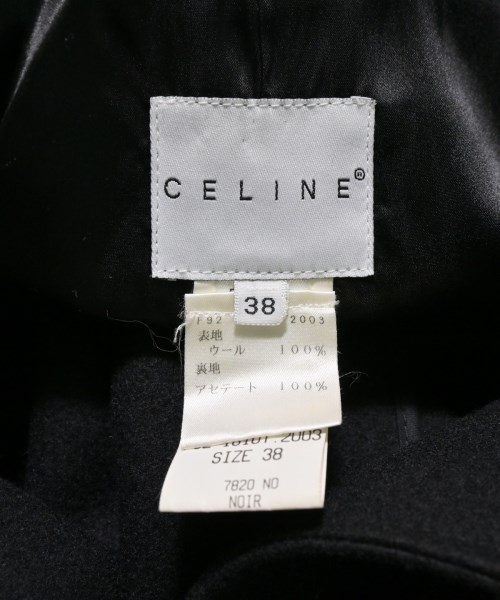 CELINE®
38
F92 2003
表地
ウール 100%
裏地
アセテート 100%
.2003
SIZE 38
7820 NO
NOIR